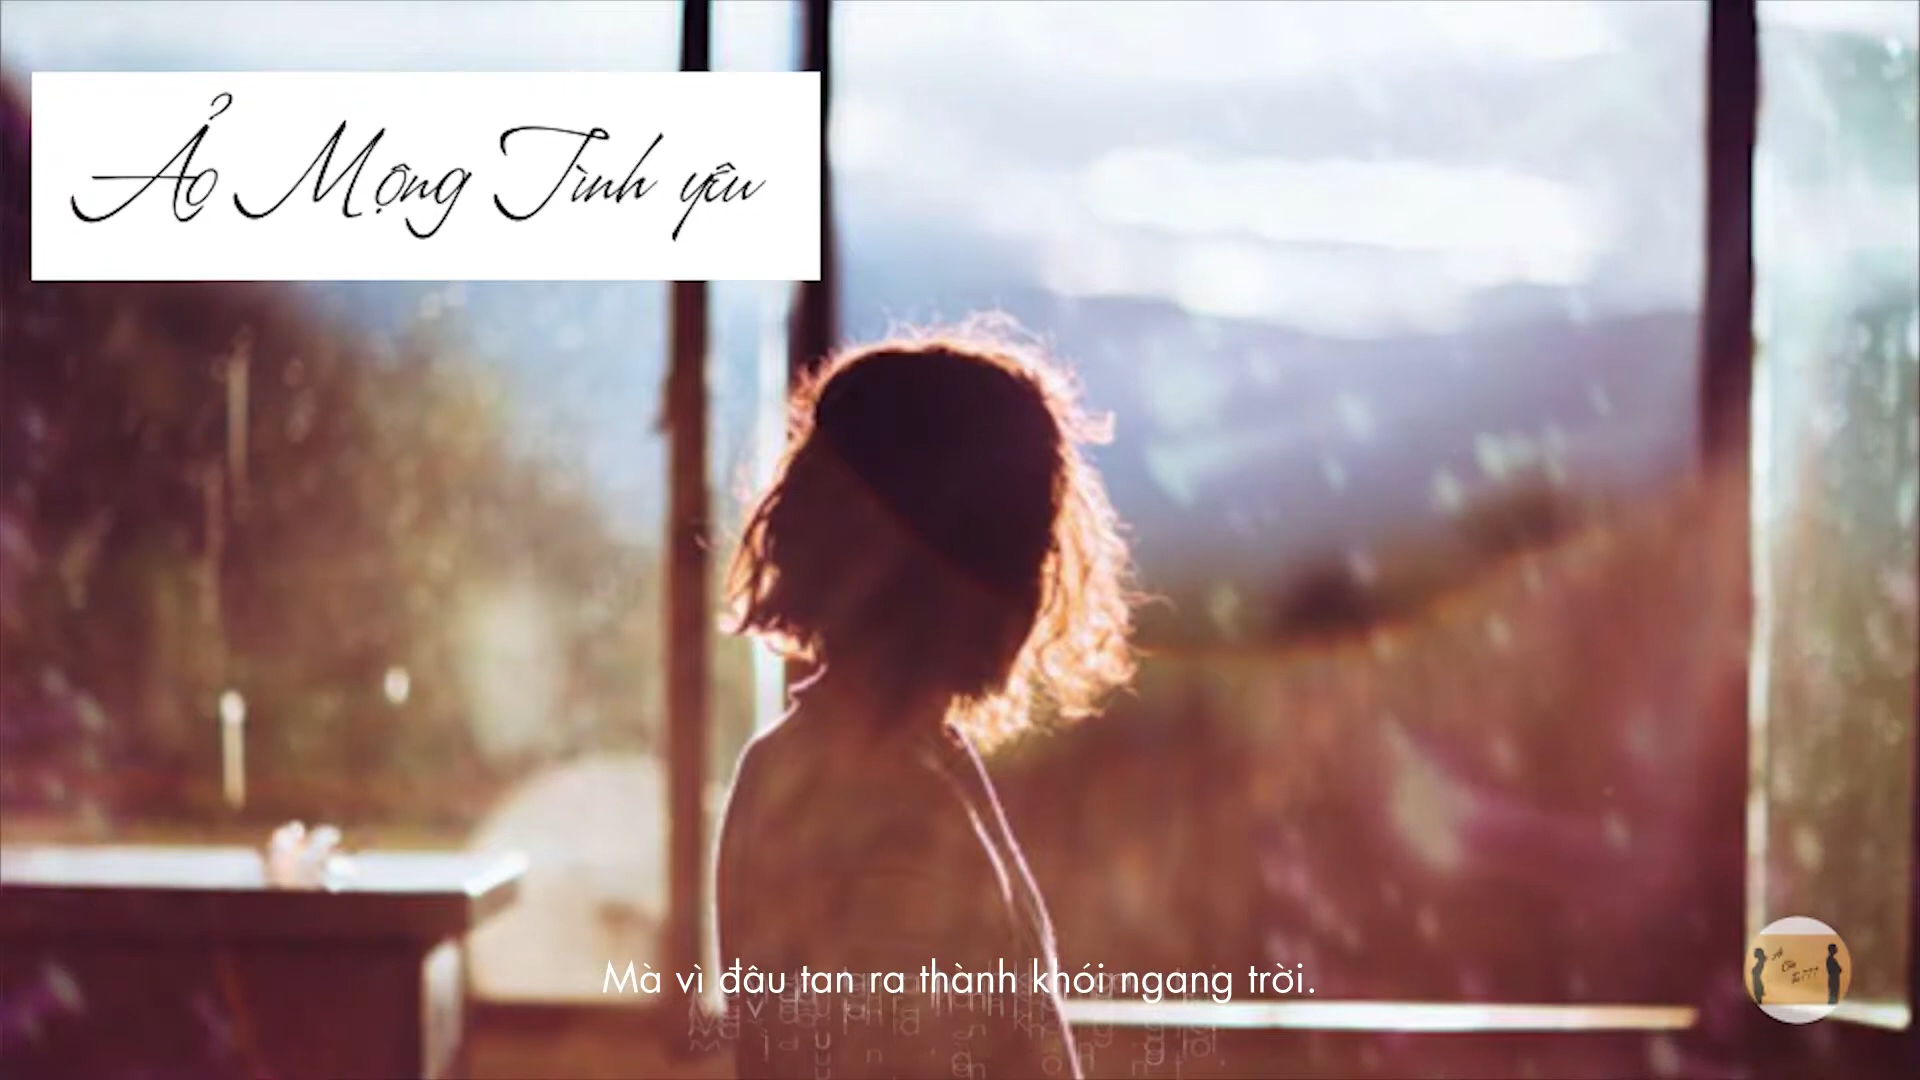 Ảo Mộng Tình yêu
Mà vì đâu tan ra thành khói ngang trời.